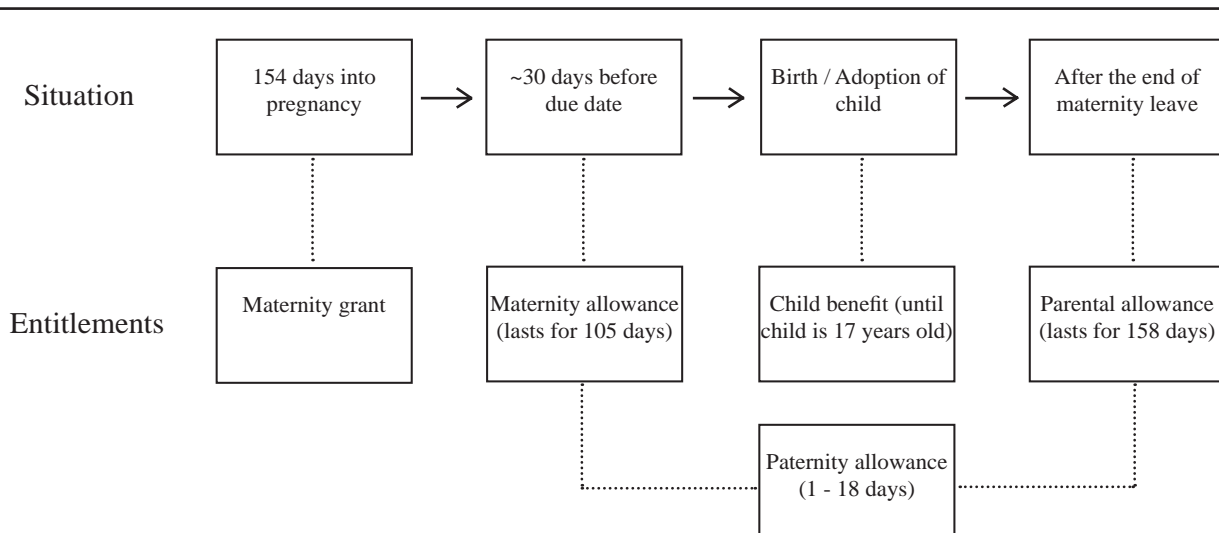 Situation
154 days into
pregnancy
~30 days before
due date
Birth / Adoption of
child
After the end of
maternity leave
Entitlements
Maternity grant
Maternity allowance
(lasts for 105 days)
Child benefit (until
child is 17 years old)
Parental allowance
(lasts for 158 days)
Paternity allowance
(1 - 18 days)